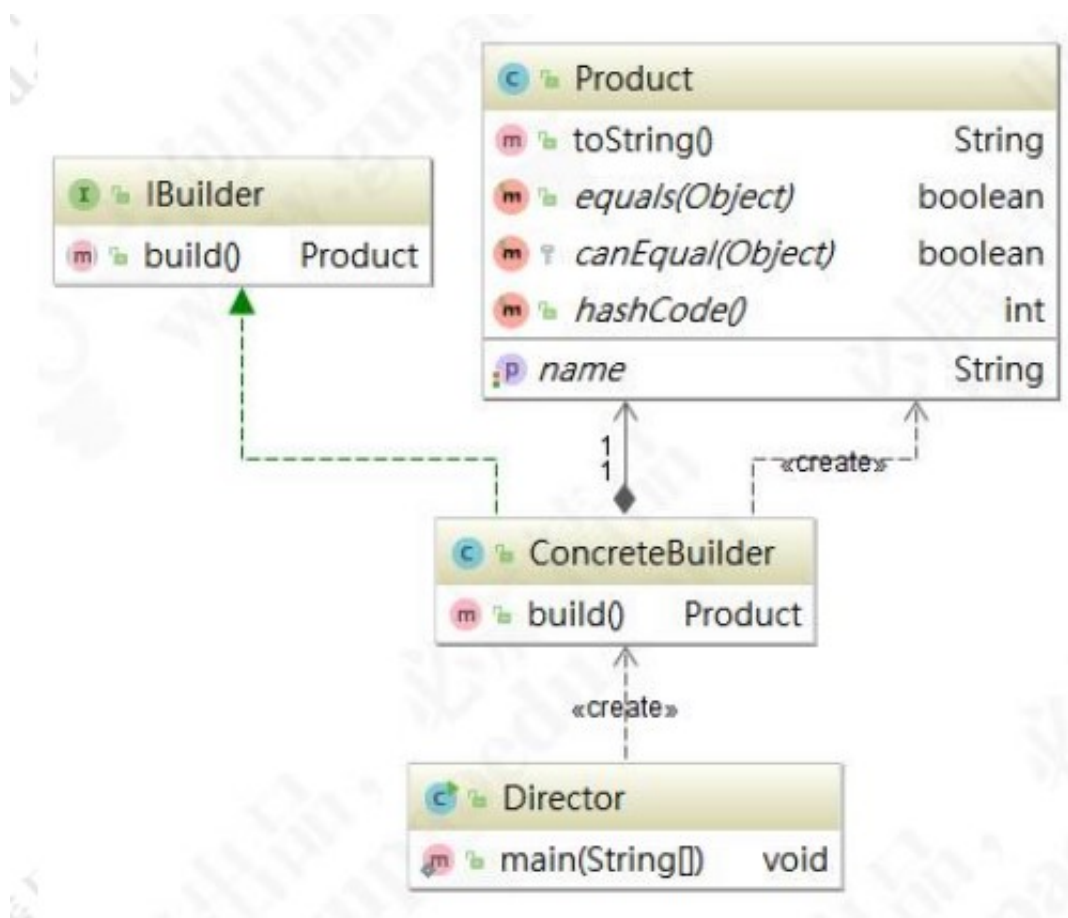 Product
toString() String
equals(Object) boolean
canEqual(Object) boolean
hashCode() int
name String
IBuilder
build() Product
1
1
«create»
ConcreteBuilder
build() Product
«create»
Director
main(String[]) void